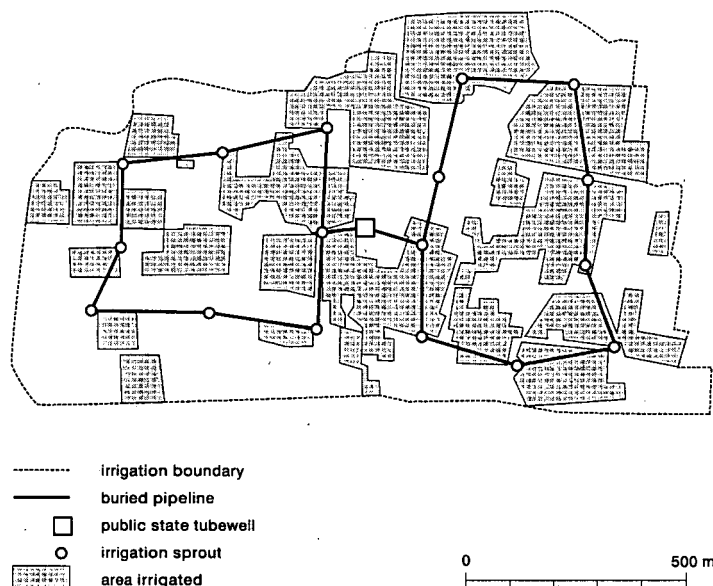 irrigation boundary
buried pipeline
public state tubewell
irrigation sprout
area irrigated
0 500 m